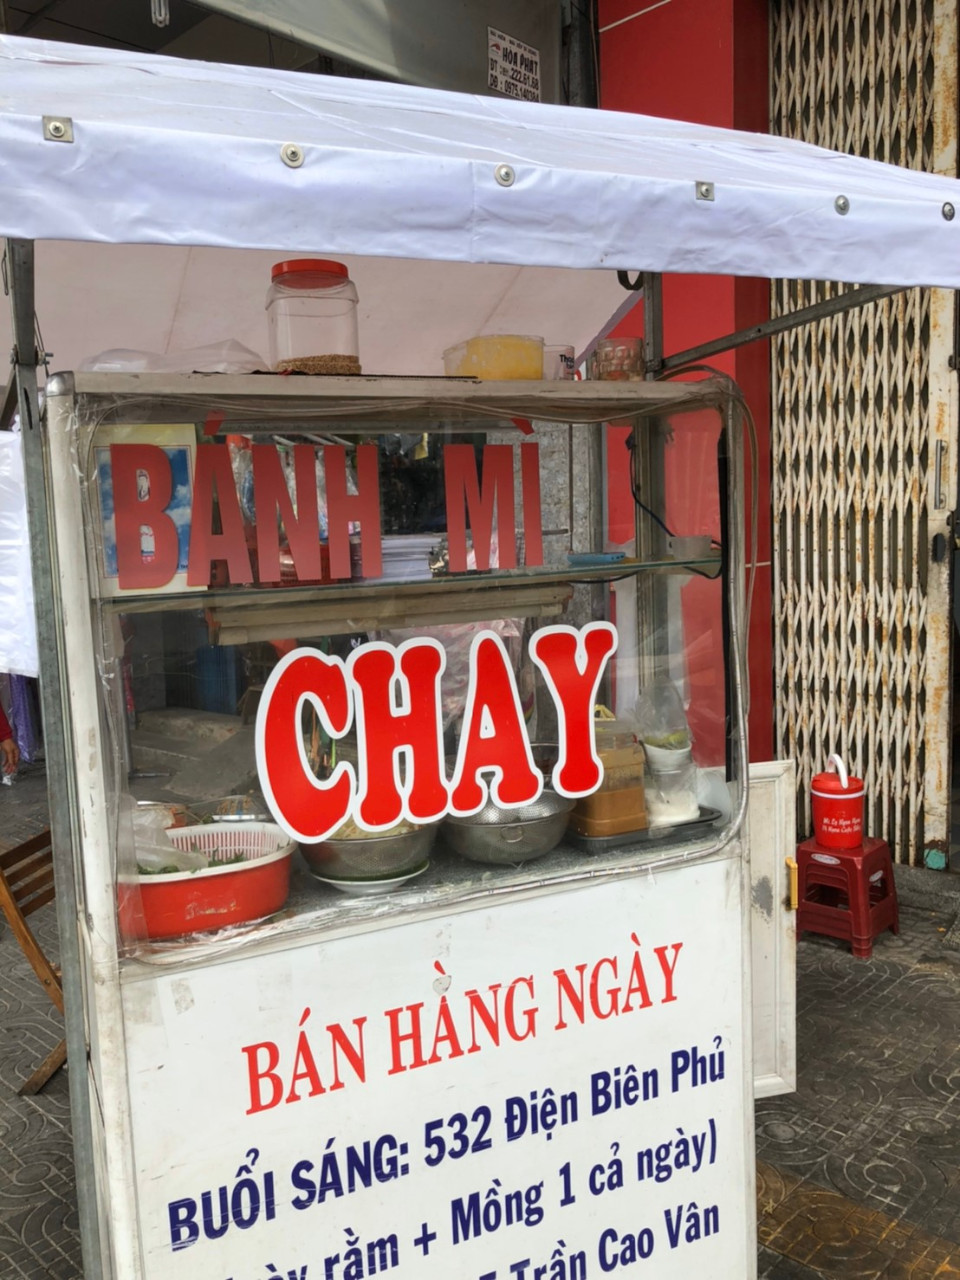 HÒA PHÁT
BÁNH MÌ
CHAY
BÁN HÀNG NGÀY
BUỔI SÁNG: 532 Điện Biên Phủ
rằm + Mồng 1 cả ngày)
Trần Cao Vân